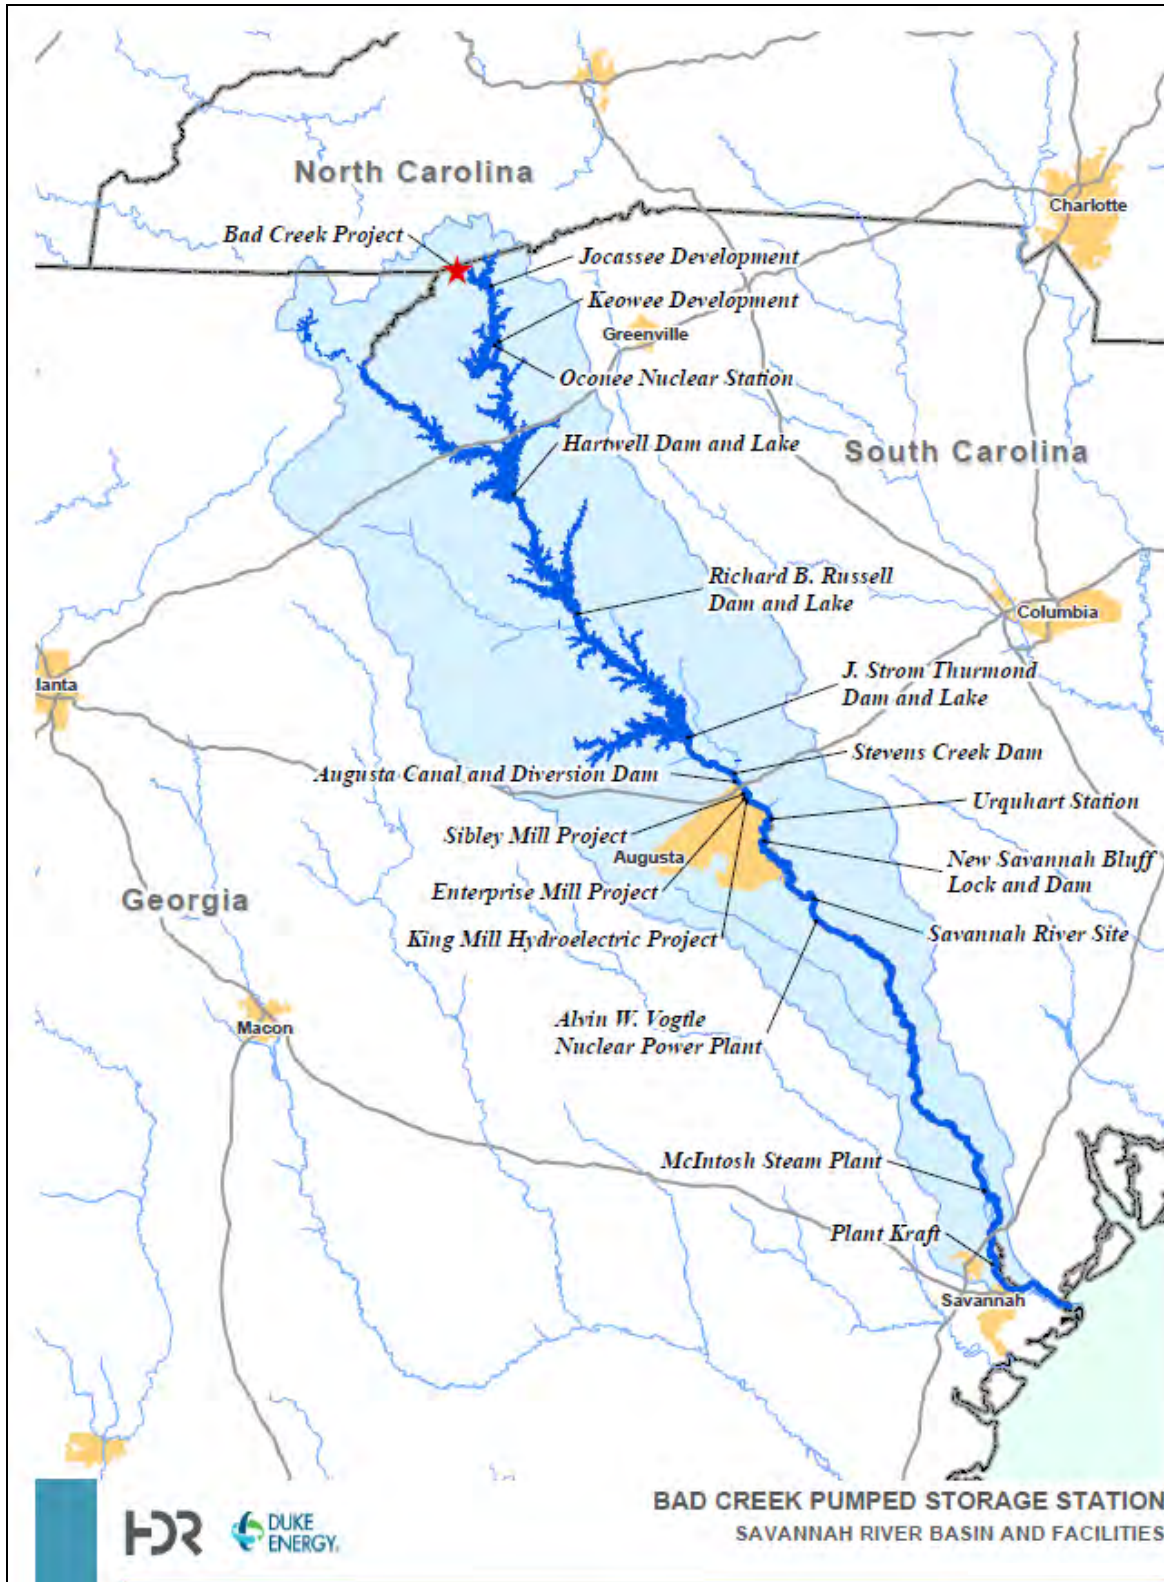 North Carolina
Charlotte
Bad Creek Project
Jocassee Development
Keowee Development
Greenville
Oconee Nuclear Station
Hartwell Dam and Lake
South Carolina
Richard B. Russell
Dam and Lake
Columbia
J. Strom Thurmond
Dam and Lake
lanta
Stevens Creek Dam
Augusta Canal and Diversion Dam
Urquhart Station
Sibley Mill Project
Augusta
New Savannah Bluff
Lock and Dam
Enterprise Mill Project
Georgia
Savannah River Site
King Mill Hydroelectric Project
Macon
Alvin W. Vogtle
Nuclear Power Plant
McIntosh Steam Plant
Plant Kraft
Savannah
HDR
DUKE
ENERGY®
BAD CREEK PUMPED STORAGE STATION
SAVANNAH RIVER BASIN AND FACILITIES